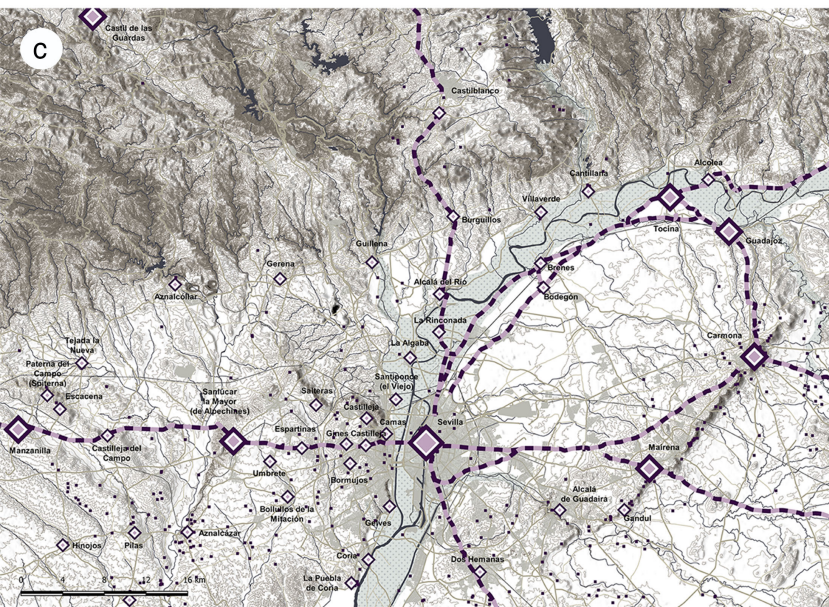 C
Castil de las
Guardas
Castilblanco
Alcolea
Cantillana
Villaverde
Burguillos
Tocina
Guadajoz
Guillena
Gerena
Brenes
Aznalcóllar
Alcalá del Río
Bodegón
La Rinconada
Carmona
La Algaba
Tejada la
Nueva
Paterna del
Campo
(Spiterna)
Santiponce
(el Viejo)
Escacena
Sanlúcar
la Mayor
(de Alpechines)
Salteras
Castilleja
Camas
Sevilla
Espartinas
Gines
Castilleja
Manzanilla
Castilleja del
Campo
Mairena
Umbrete
Bormujos
Alcalá
de Guadaira
Bollullos de la
Mitación
Gelves
Gandul
Aznalcázar
Hinojos
Pilas
Coria
Dos Hemanas
La Puebla
de Coria
0 4 8 12 16 km